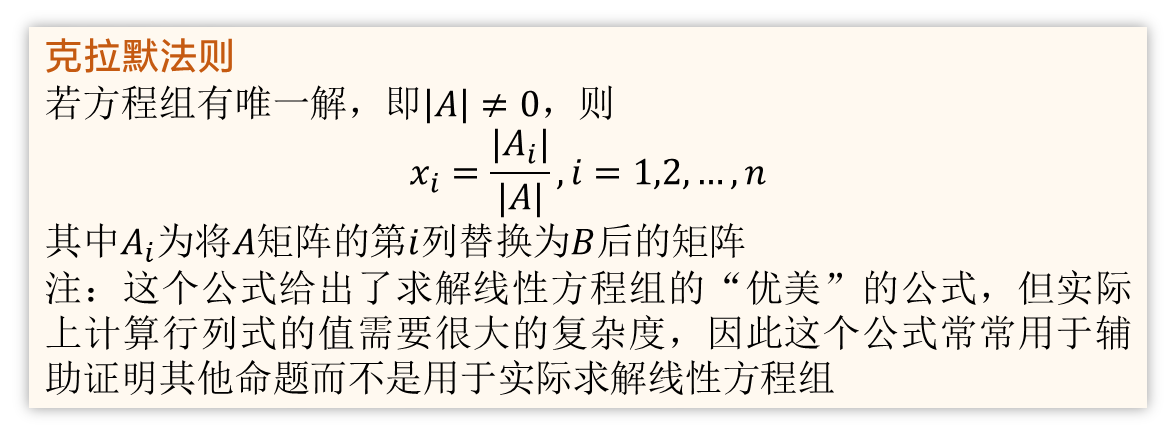 克拉默法则
若方程组有唯一解，即|A| ≠ 0，则
x_i = |A_i| / |A| , i = 1,2, … , n
其中A_i为将A矩阵的第i列替换为B后的矩阵
注：这个公式给出了求解线性方程组的“优美”的公式，但实际
上计算行列式的值需要很大的复杂度，因此这个公式常常用于辅
助证明其他命题而不是用于实际求解线性方程组